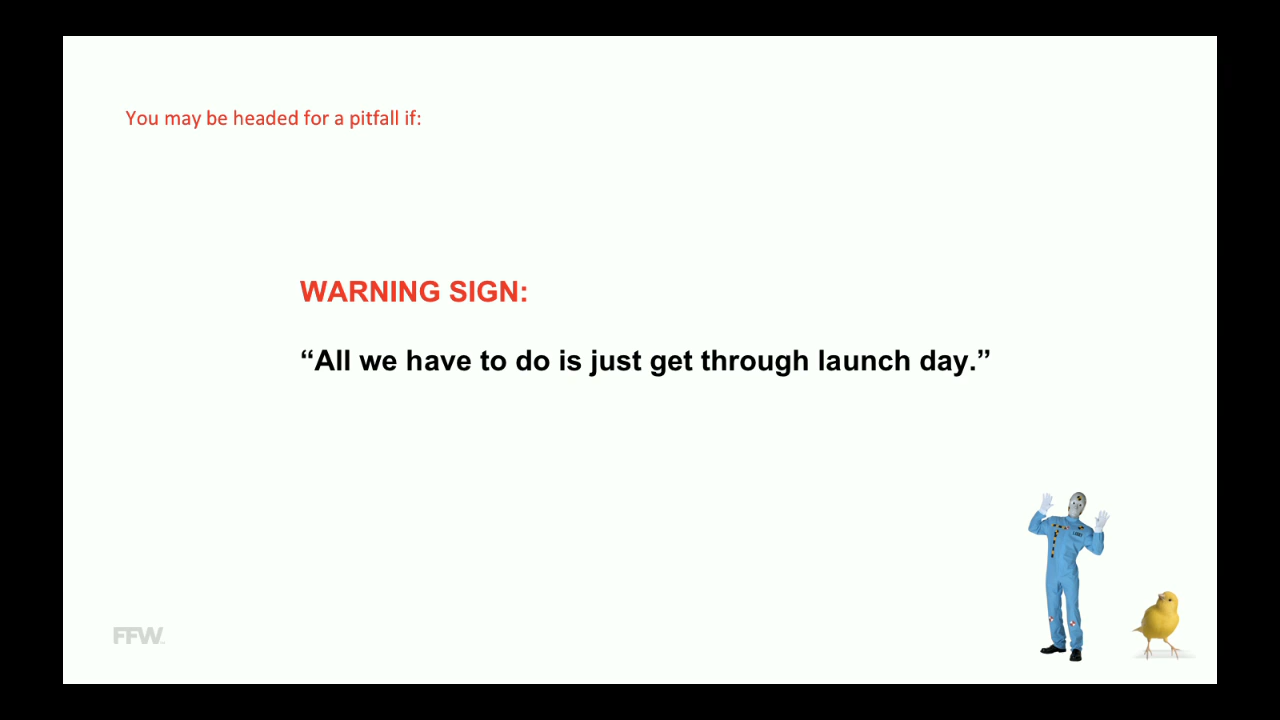 You may be headed for a pitfall if:
WARNING SIGN:
“All we have to do is just get through launch day.”
FFW